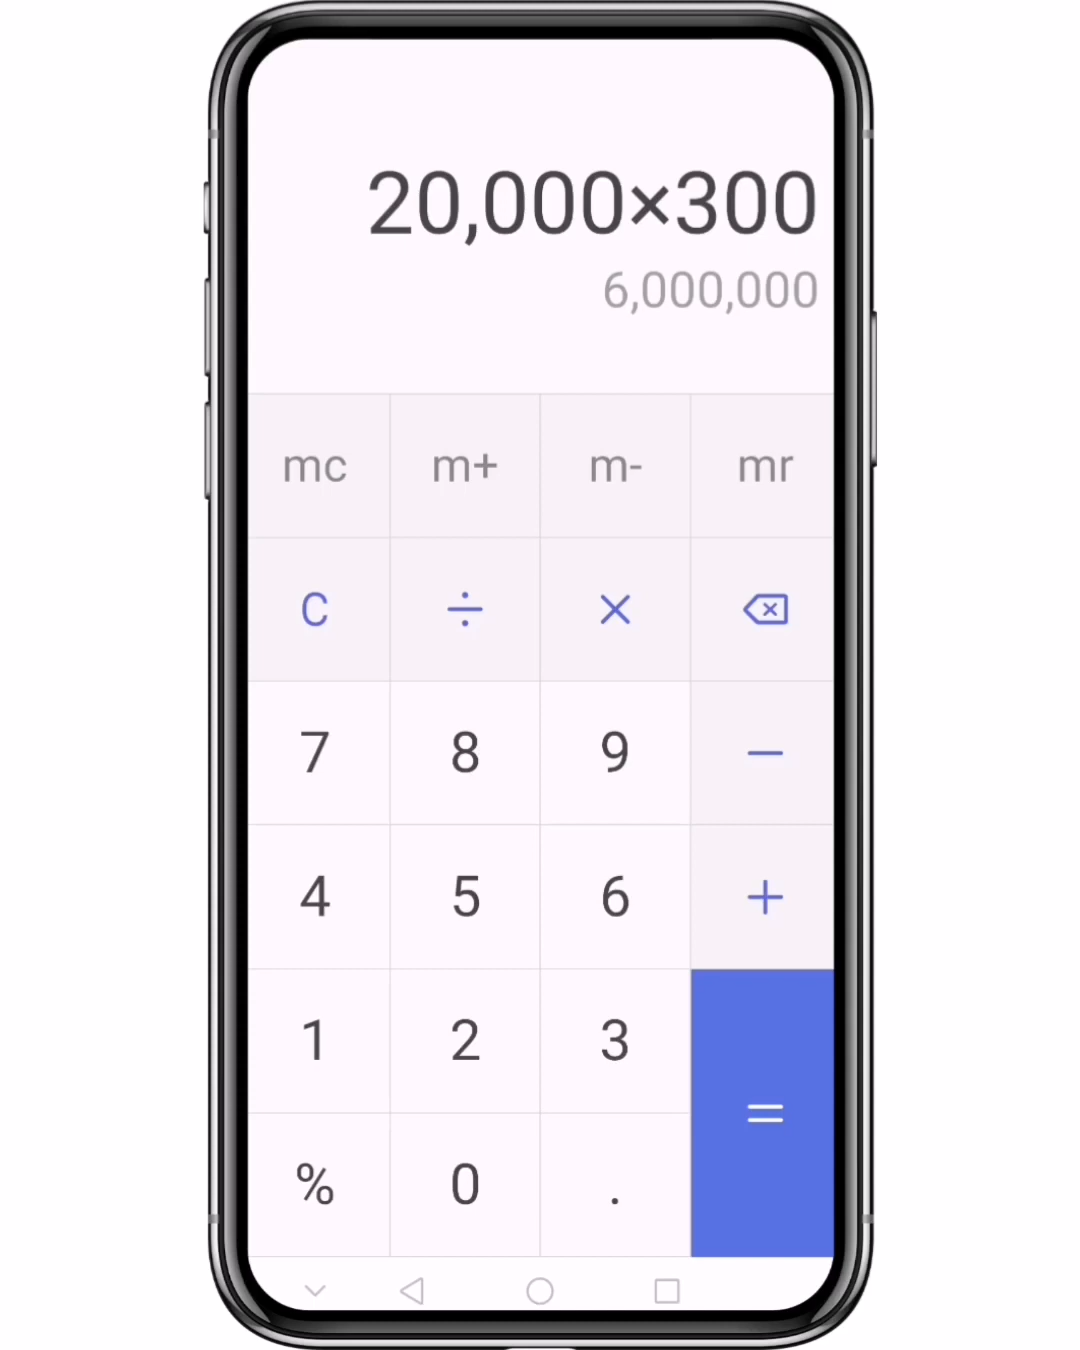 20,000×300
6,000,000
mc m+ m- mr
C ÷ ×
7 8 9 −
4 5 6 +
1 2 3
=
% 0 .